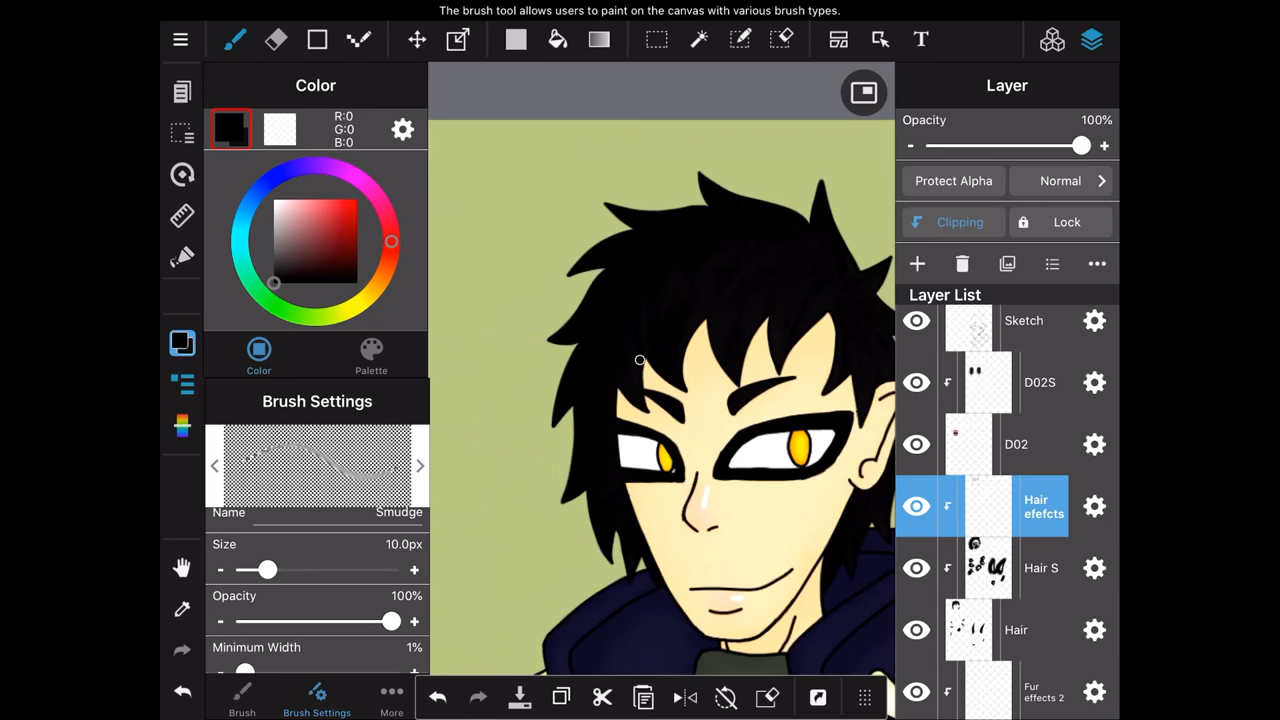 The brush tool allows users to paint on the canvas with various brush types.
T
Color
R:0
G:0
B:0
Color
Palette
Brush Settings
Name
Smudge
Size
10.0px
- +
Opacity
100%
- +
Minimum Width
1%
- +
Brush
Brush Settings
More
Layer
Opacity
100%
- +
Protect Alpha
Normal
Clipping
Lock
Layer List
Sketch
D02S
D02
Hair
efefcts
Hair S
Hair
Fur
effects 2